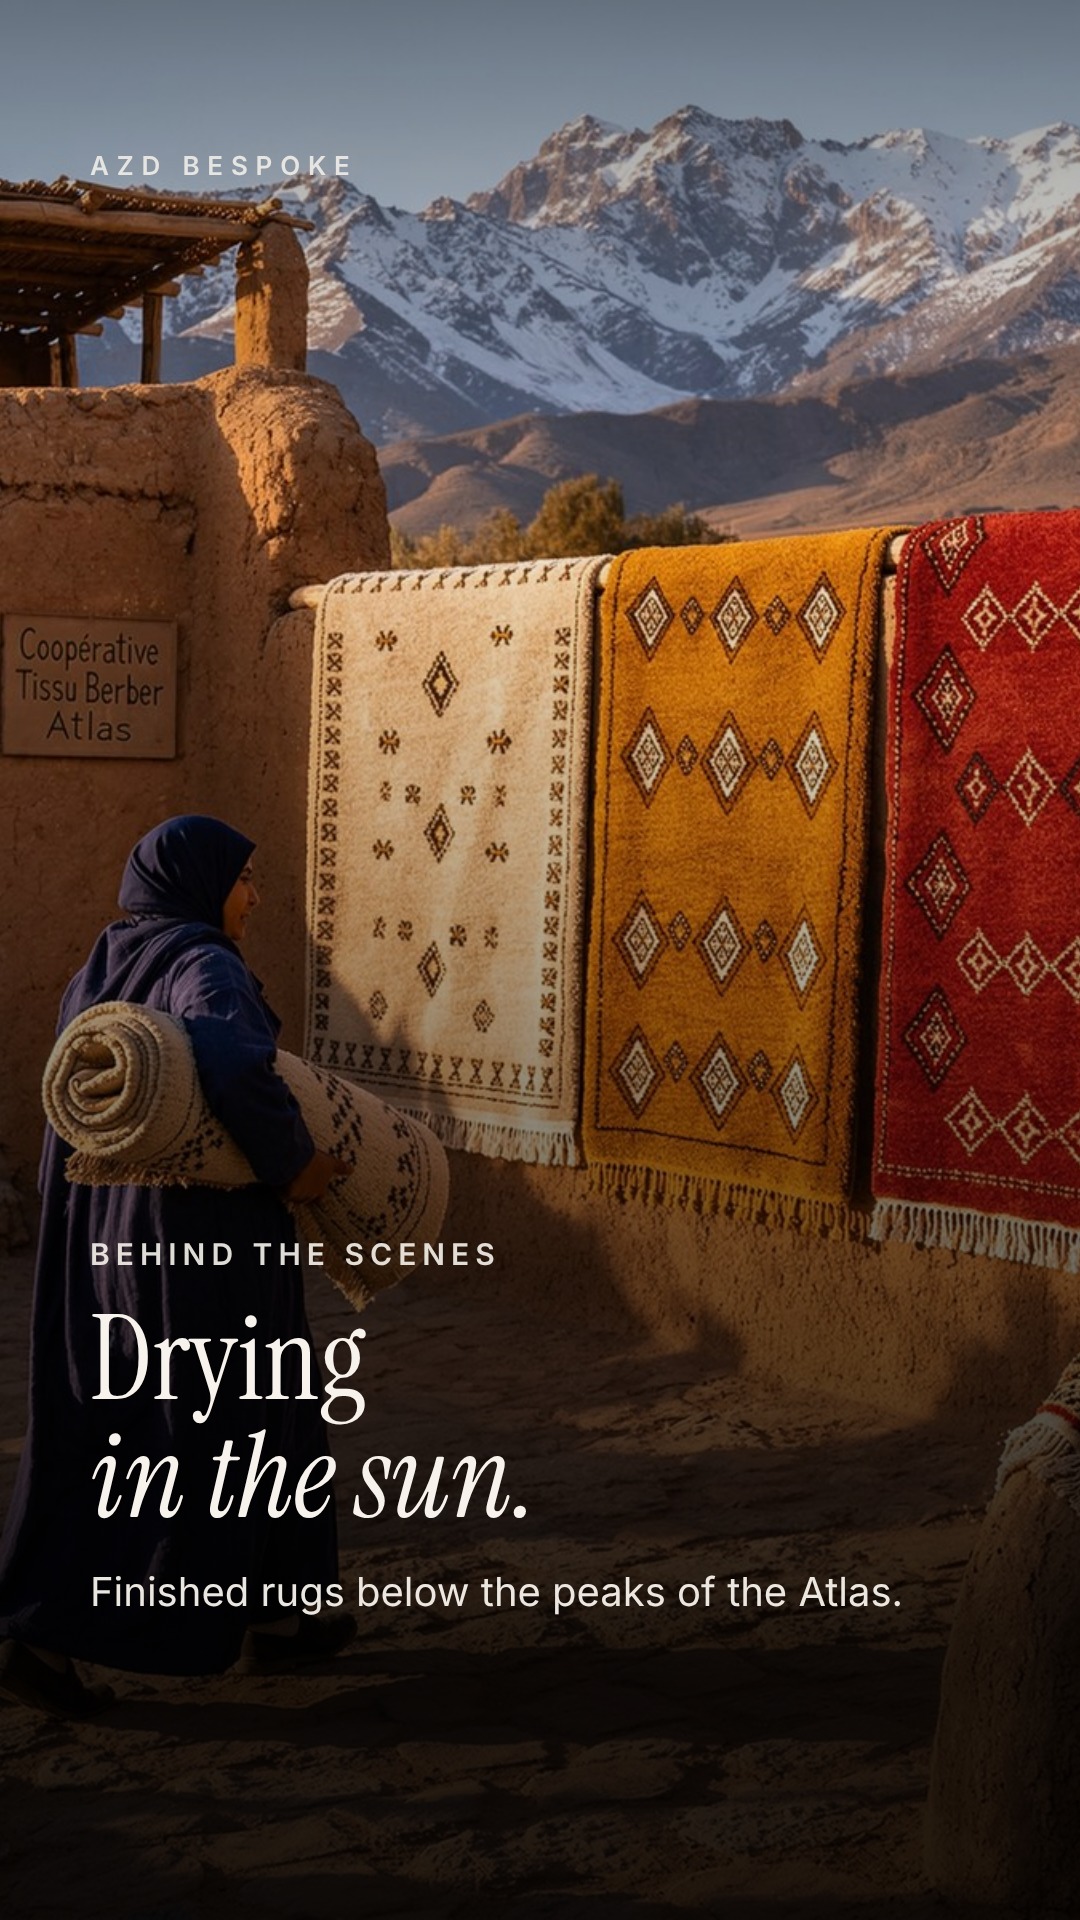 AZD BESPOKE
Coopérative
Tissu Berber
Atlas
BEHIND THE SCENES
Drying
in the sun.
Finished rugs below the peaks of the Atlas.